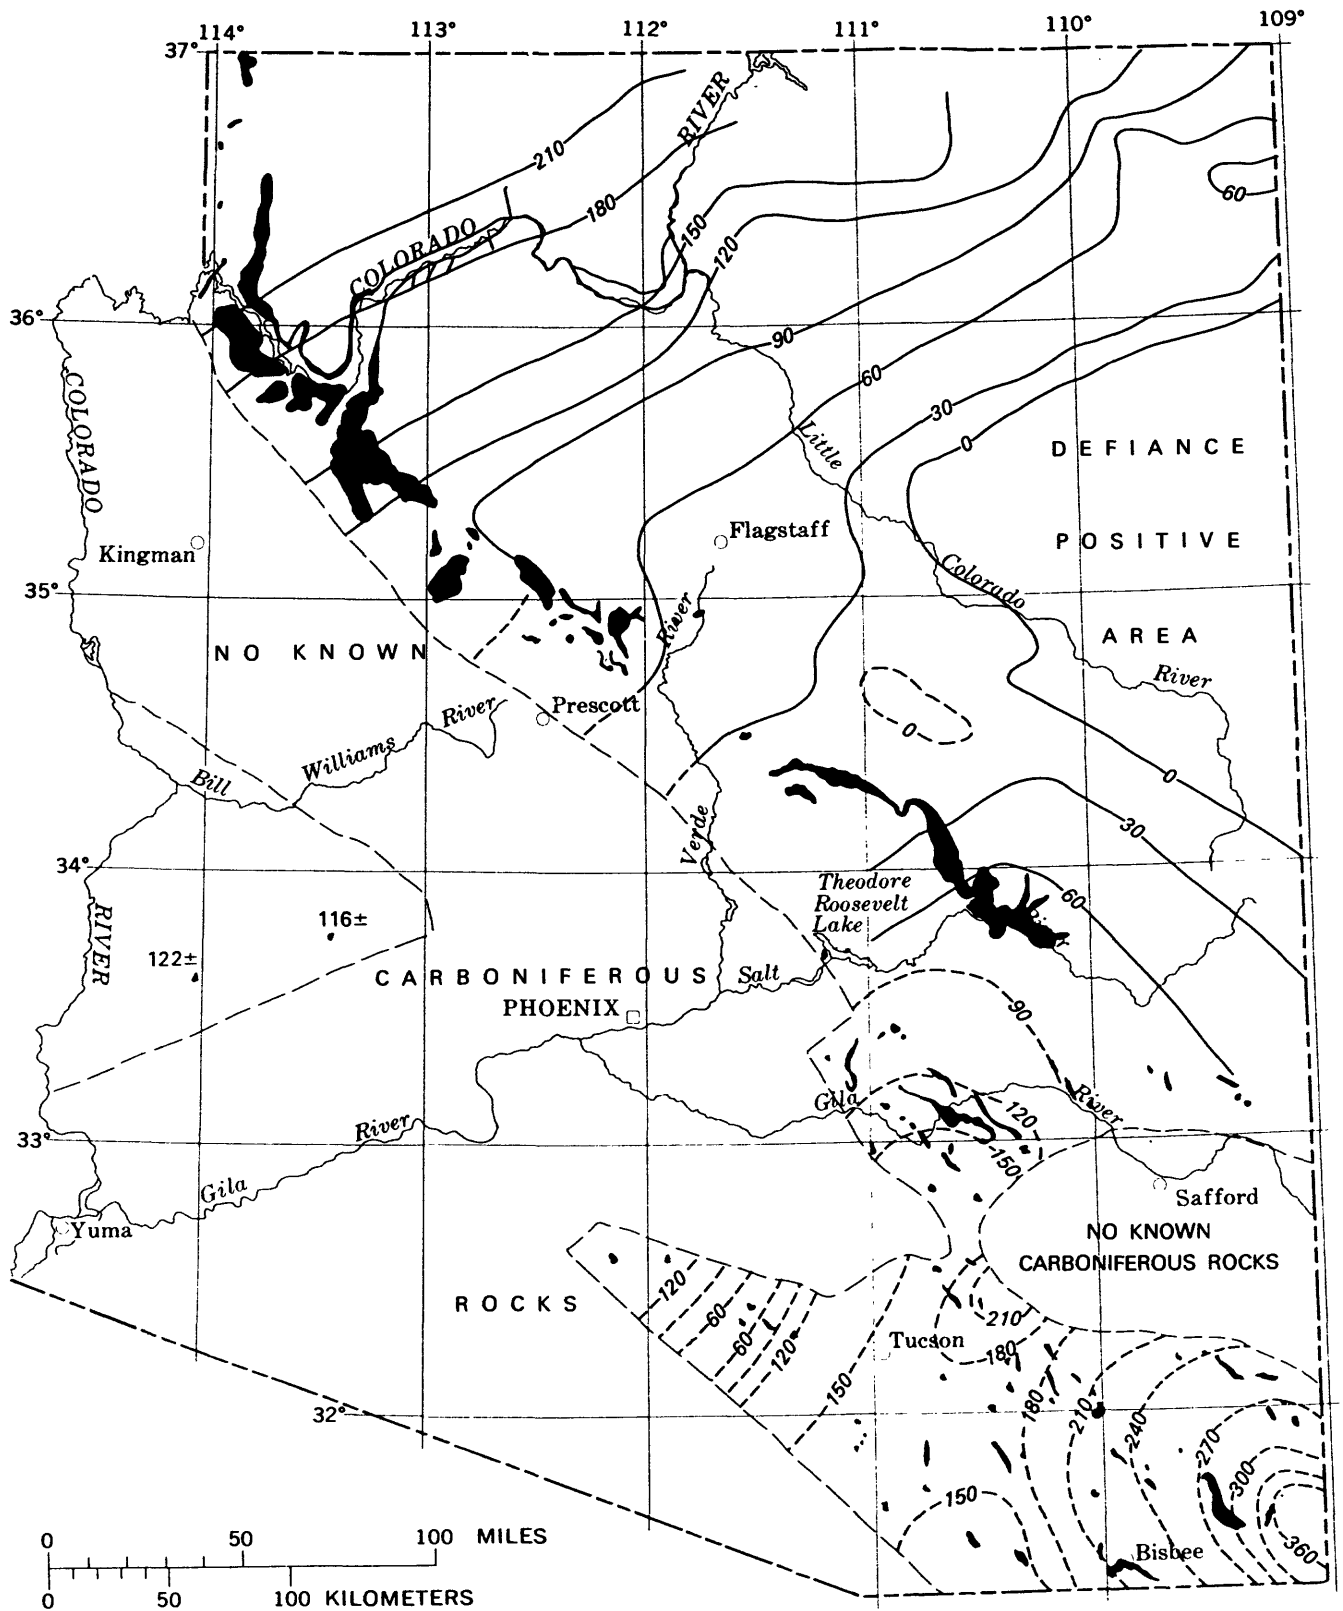 114° 113° 112° 111° 110° 109°
37°
RIVER
210
180
60
COLORADO
150
120
36°
90
60
COLORADO
30
Little
0
DEFIANCE
Flagstaff
POSITIVE
Kingman
Colorado
35°
River
AREA
NO KNOWN
River
River
Prescott
0
Williams
Bill
0
30
Verde
34°
Theodore
Roosevelt
Lake
60
116±
RIVER
122±
CARBONIFEROUS
Salt
PHOENIX
90
Gila
River
120
River
33°
150
Gila
Safford
Yuma
NO KNOWN
CARBONIFEROUS ROCKS
120
ROCKS
60
210
60
Tucson
120
180
150
180
210
32°
240
270
300
150
0 50 100 MILES
Bisbee
360
0 50 100 KILOMETERS